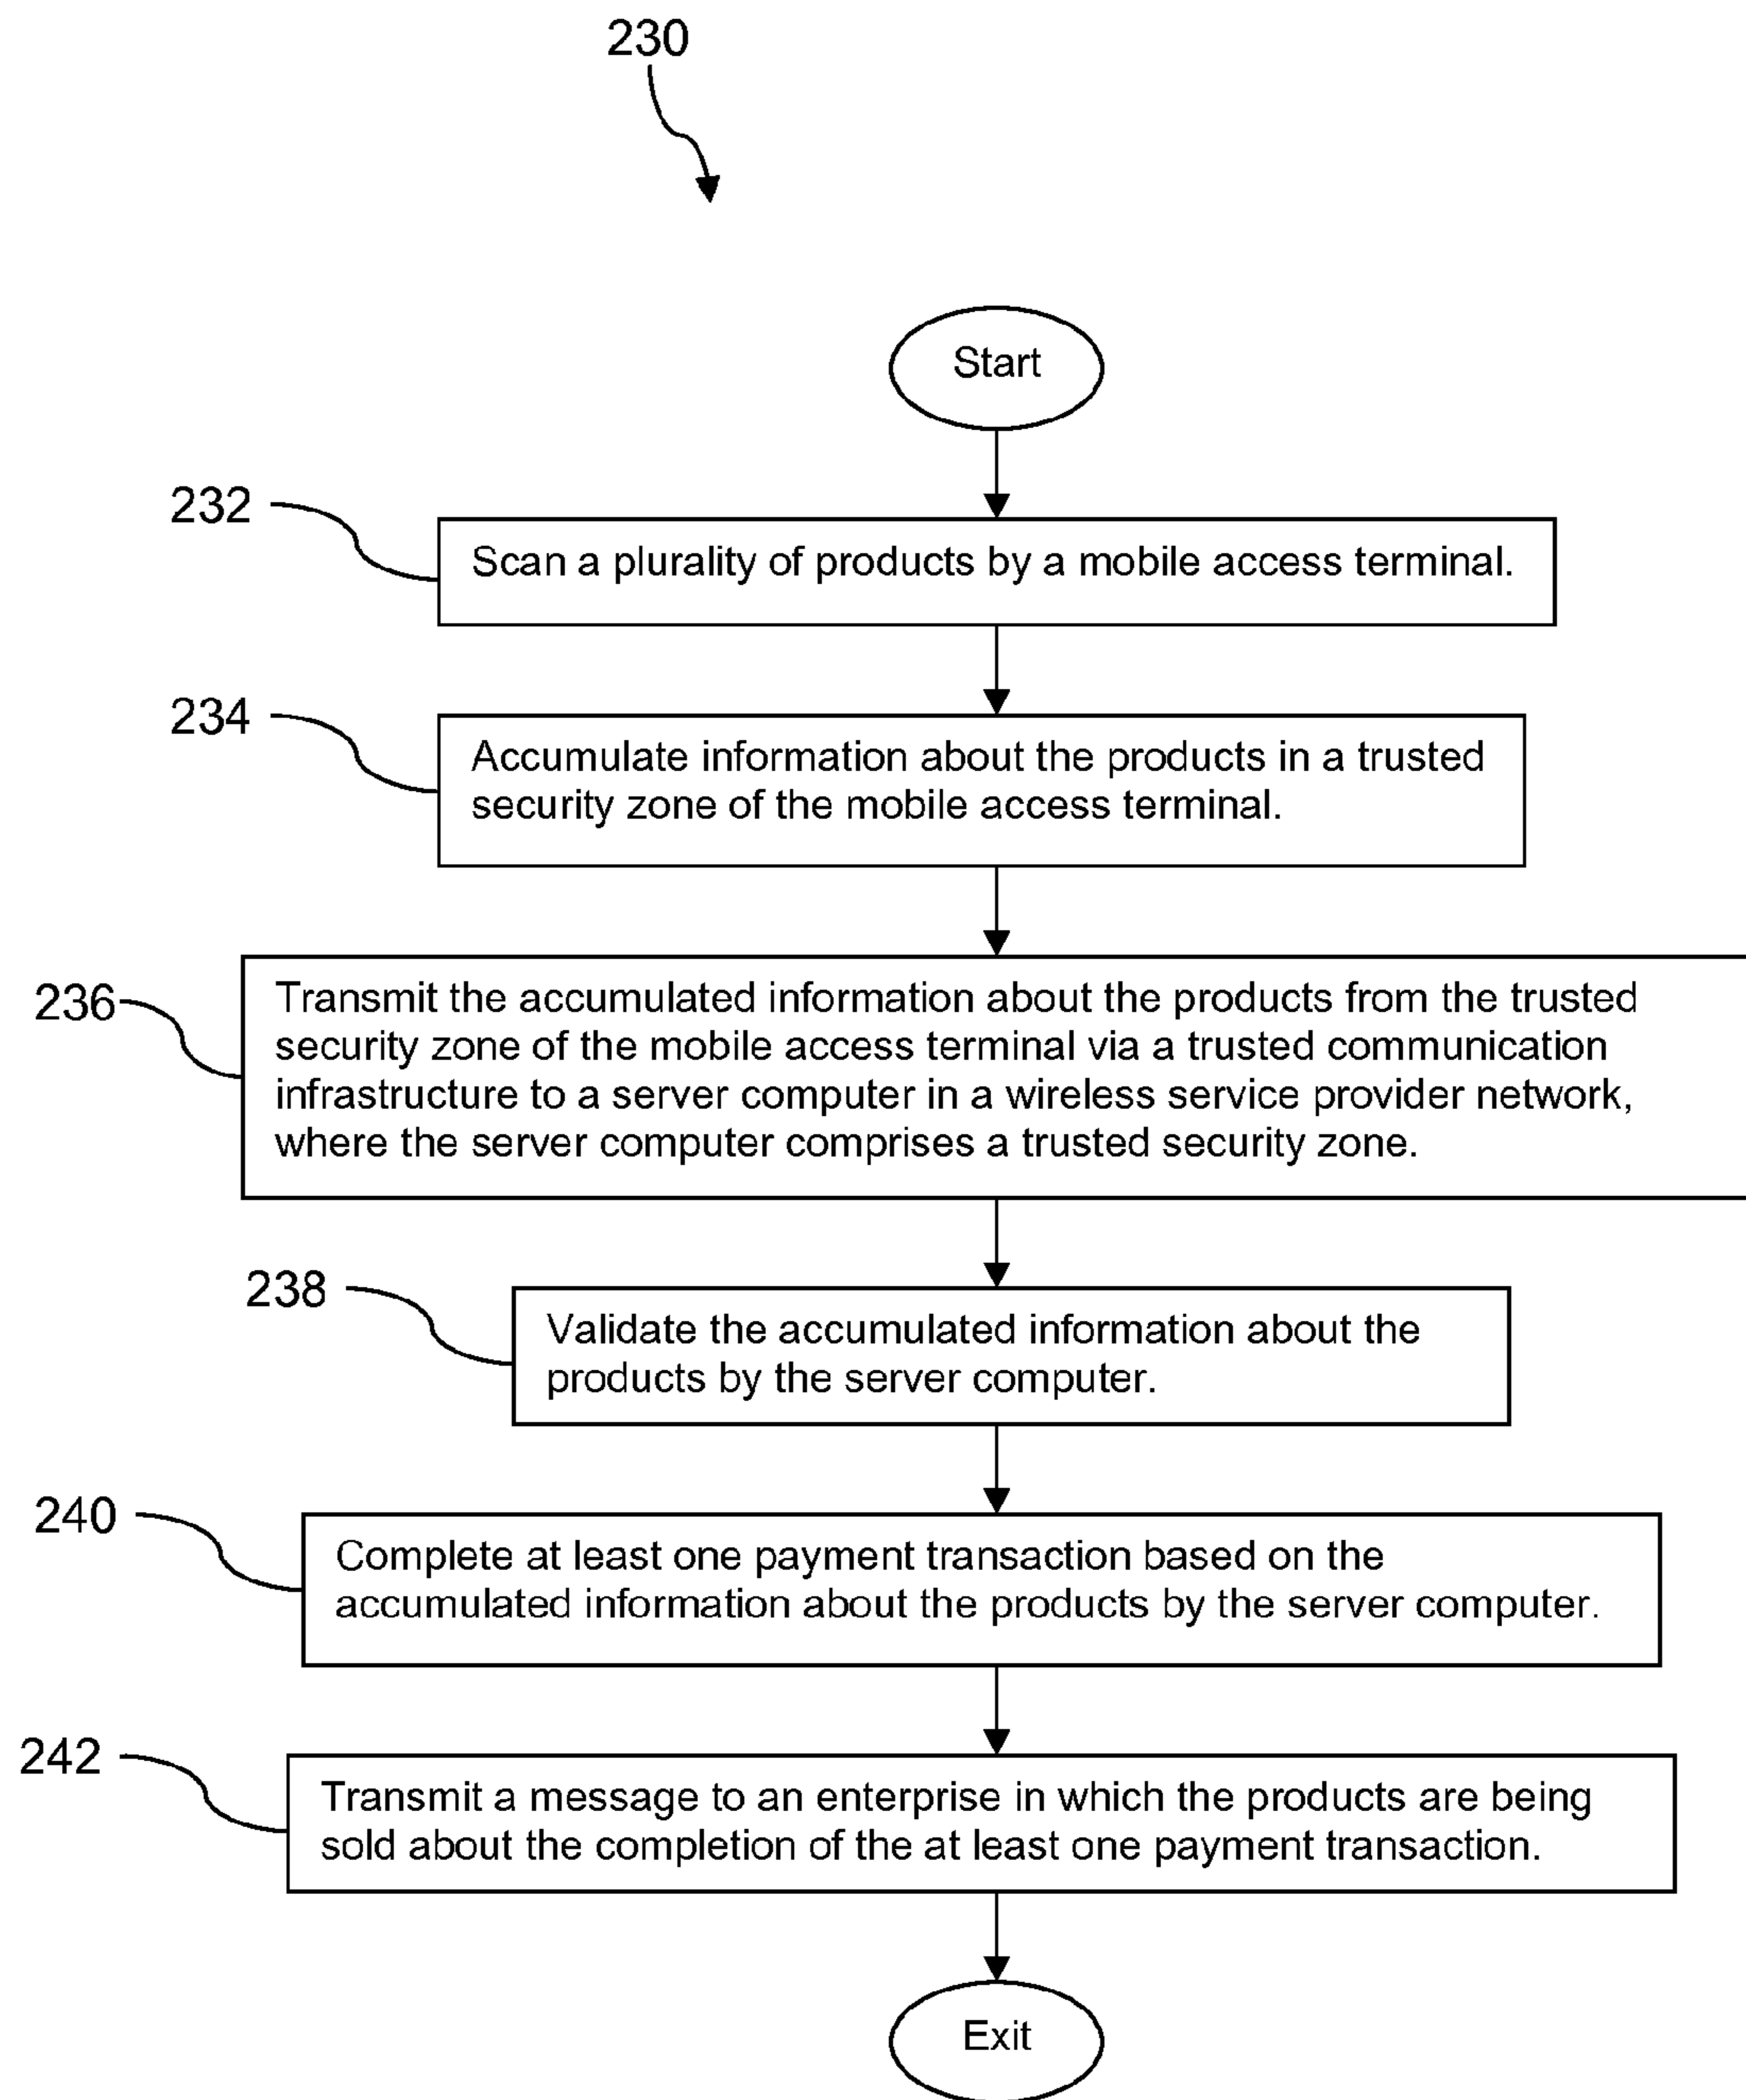 230
Start
232
Scan a plurality of products by a mobile access terminal.
234
Accumulate information about the products in a trusted
security zone of the mobile access terminal.
236
Transmit the accumulated information about the products from the trusted
security zone of the mobile access terminal via a trusted communication
infrastructure to a server computer in a wireless service provider network,
where the server computer comprises a trusted security zone.
238
Validate the accumulated information about the
products by the server computer.
240
Complete at least one payment transaction based on the
accumulated information about the products by the server computer.
242
Transmit a message to an enterprise in which the products are being
sold about the completion of the at least one payment transaction.
Exit